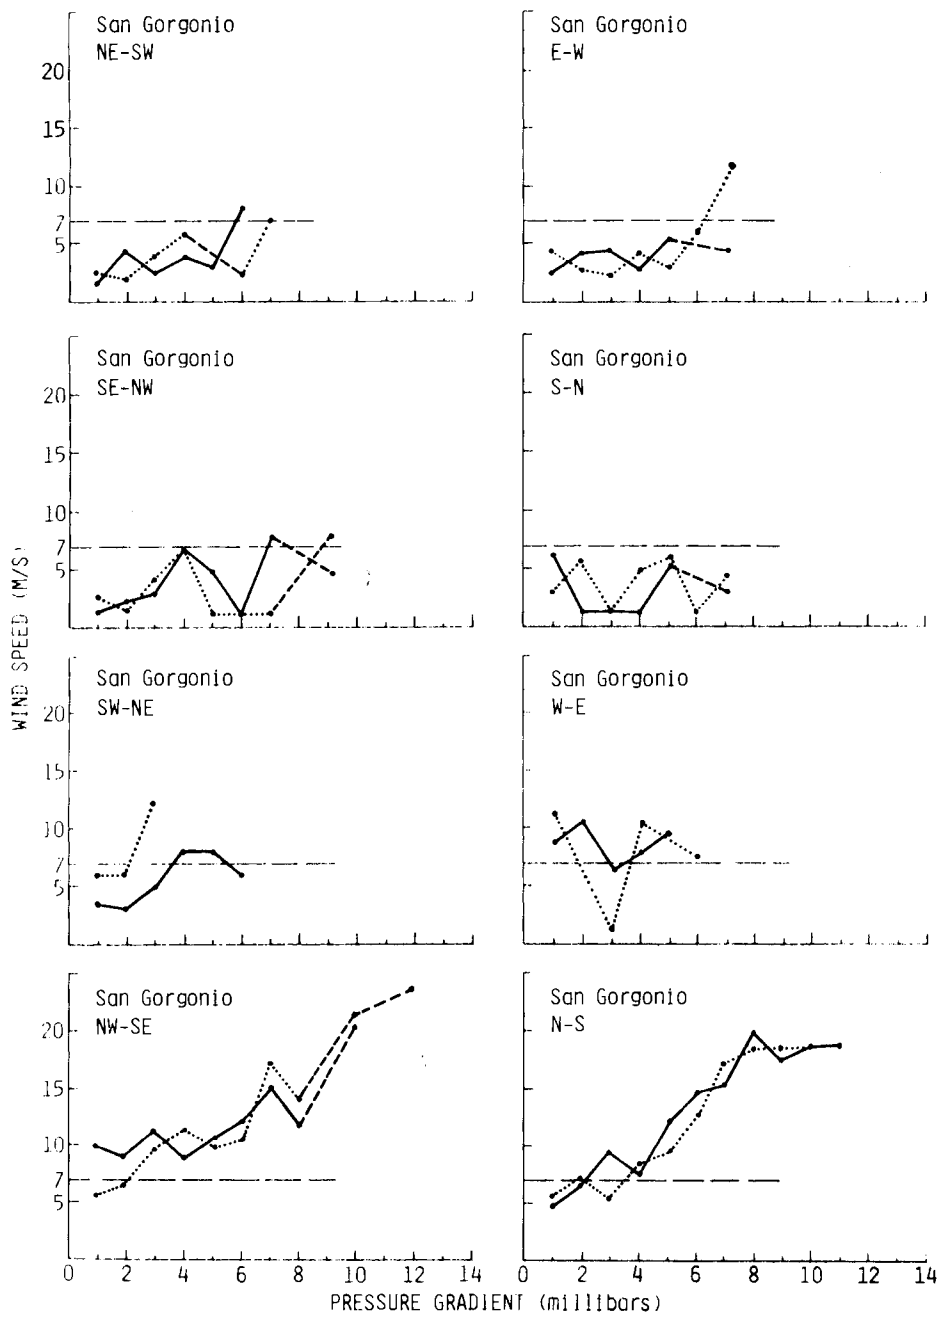 San Gorgonio
NE-SW
20
15
10
7
5
San Gorgonio
E-W
San Gorgonio
SE-NW
20
15
10
7
5
San Gorgonio
S-N
WIND SPEED (M/S)
San Gorgonio
SW-NE
20
15
10
7
5
San Gorgonio
W-E
San Gorgonio
NW-SE
20
15
10
7
5
San Gorgonio
N-S
0 2 4 6 8 10 12 14
0 2 4 6 8 10 12 14
PRESSURE GRADIENT (millibars)